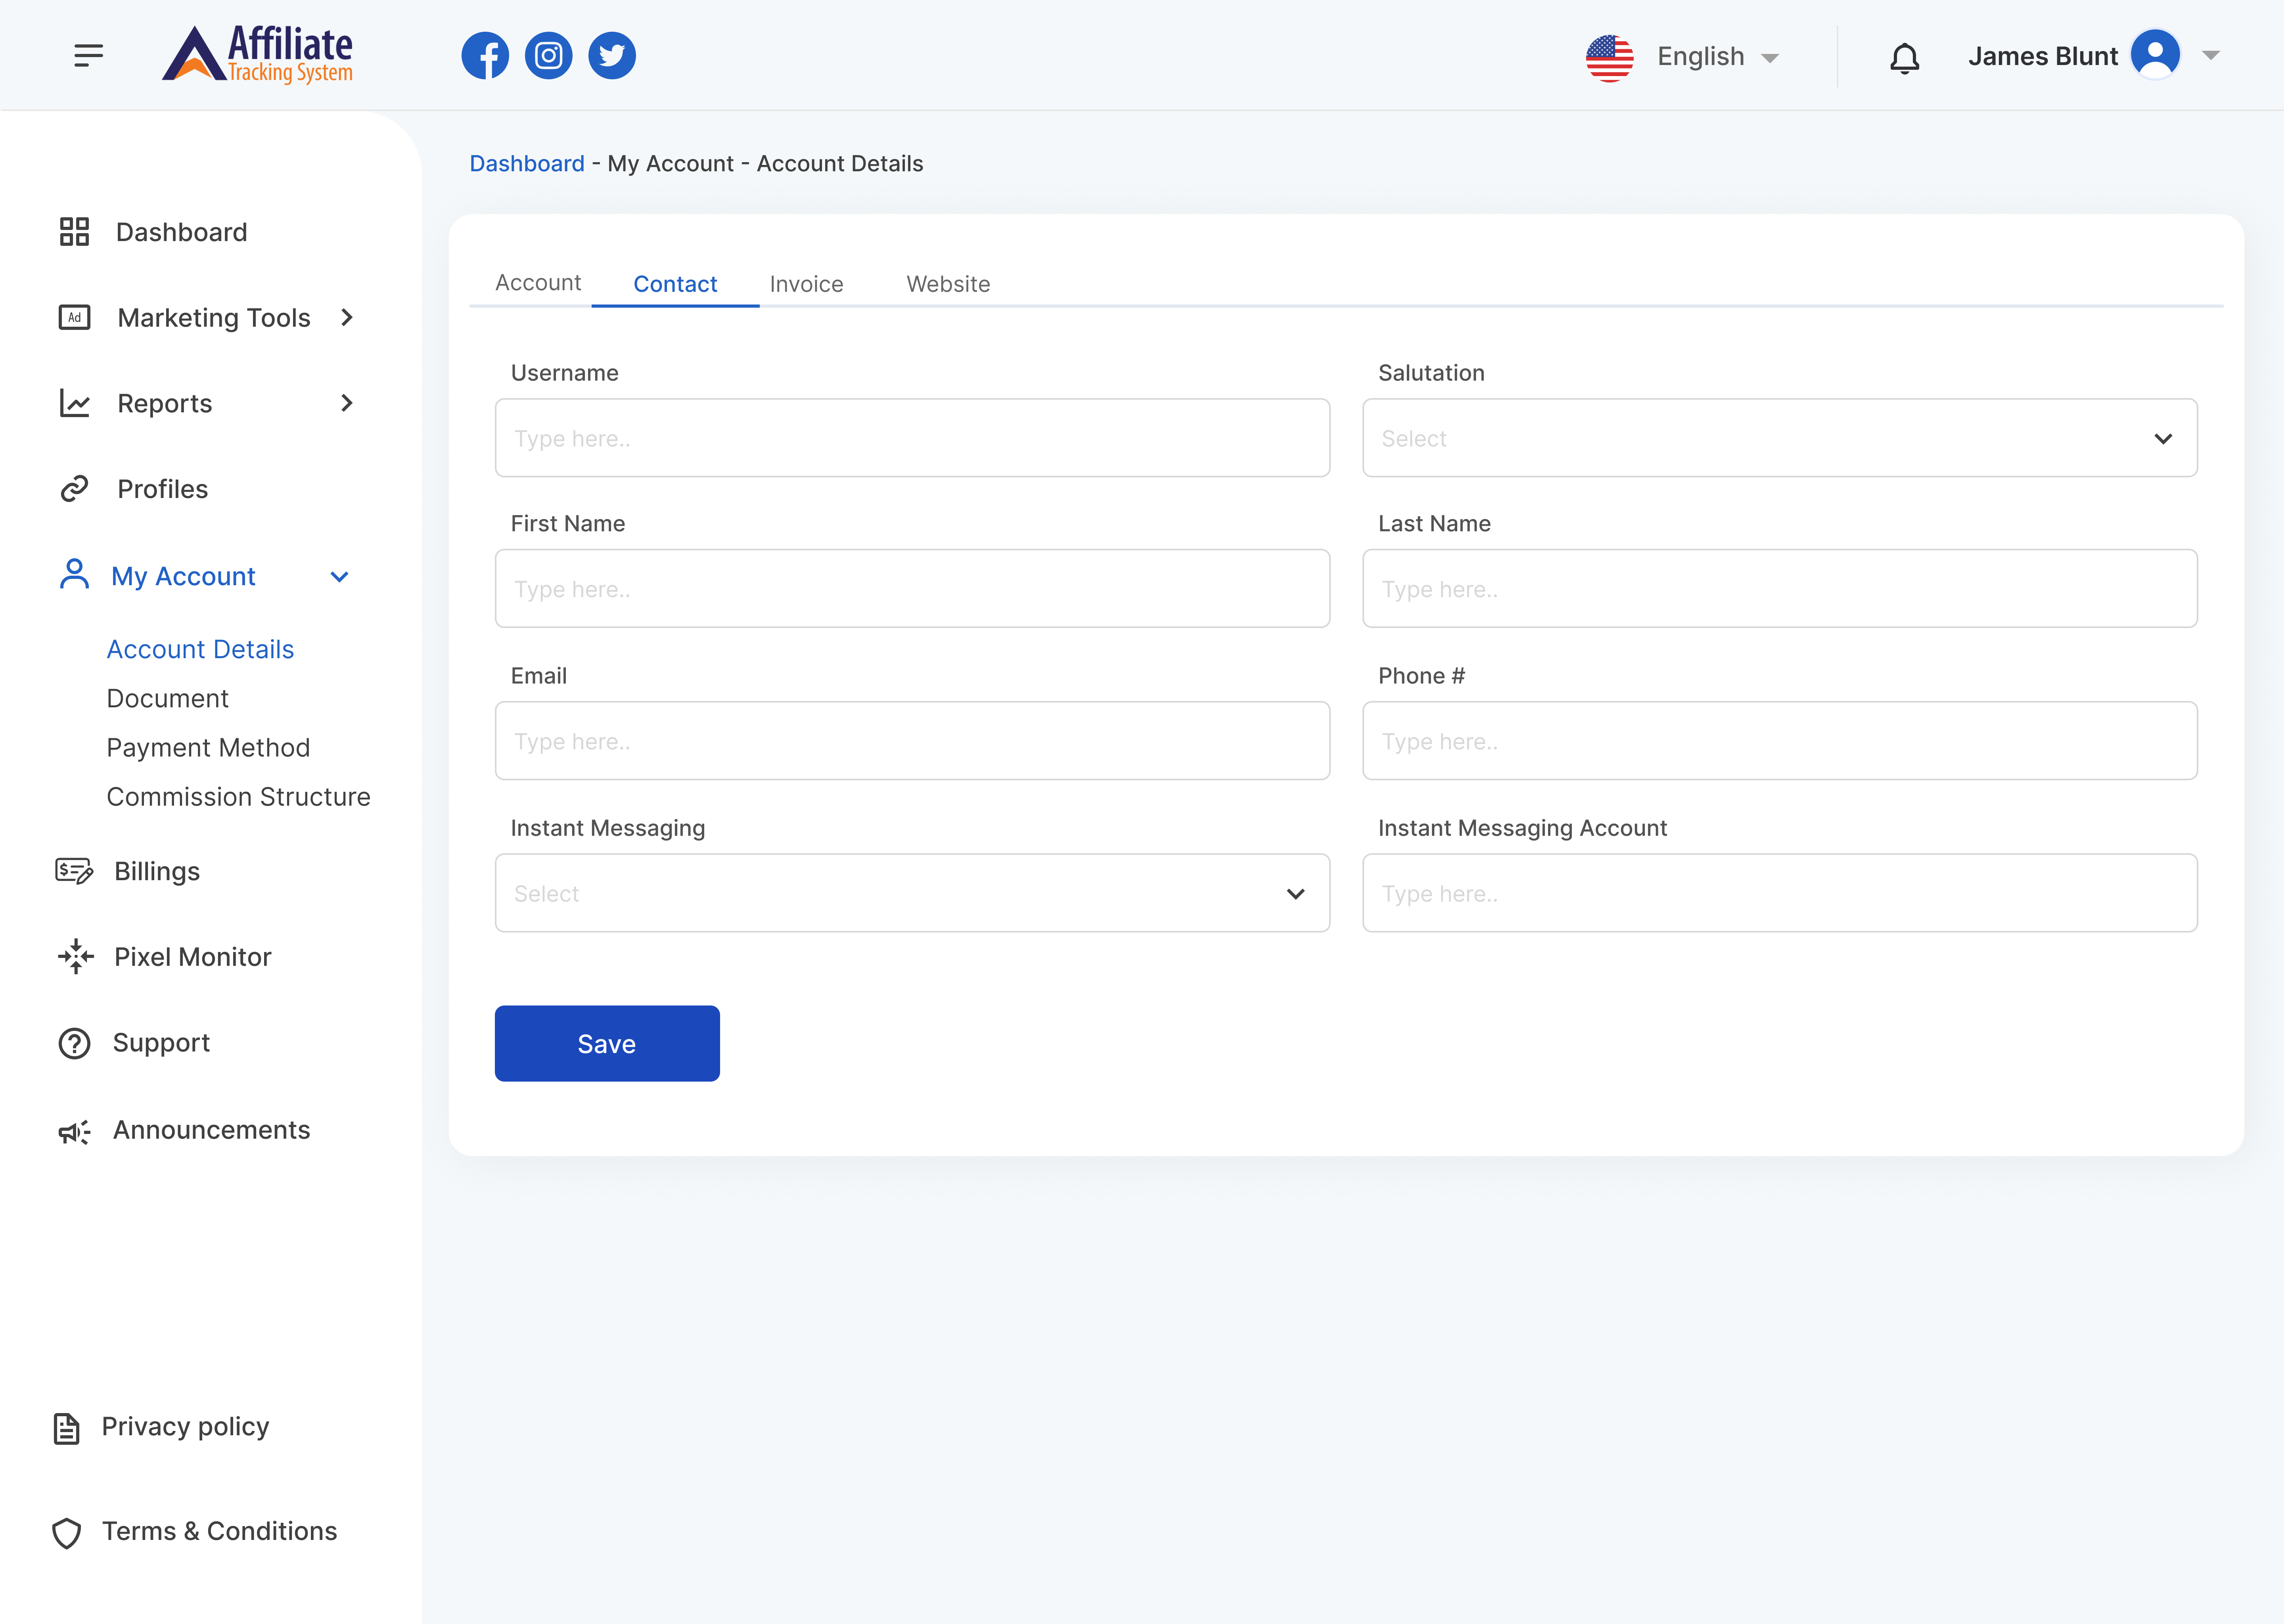 Affiliate
Tracking System
English
James Blunt
Dashboard - My Account - Account Details
Dashboard
Ad
Marketing Tools
Reports
Profiles
My Account
Account Details
Document
Payment Method
Commission Structure
Billings
Pixel Monitor
Support
Announcements
Privacy policy
Terms & Conditions
Account
Contact
Invoice
Website
Username
Type here..
Salutation
Select
First Name
Type here..
Last Name
Type here..
Email
Type here..
Phone #
Type here..
Instant Messaging
Select
Instant Messaging Account
Type here..
Save